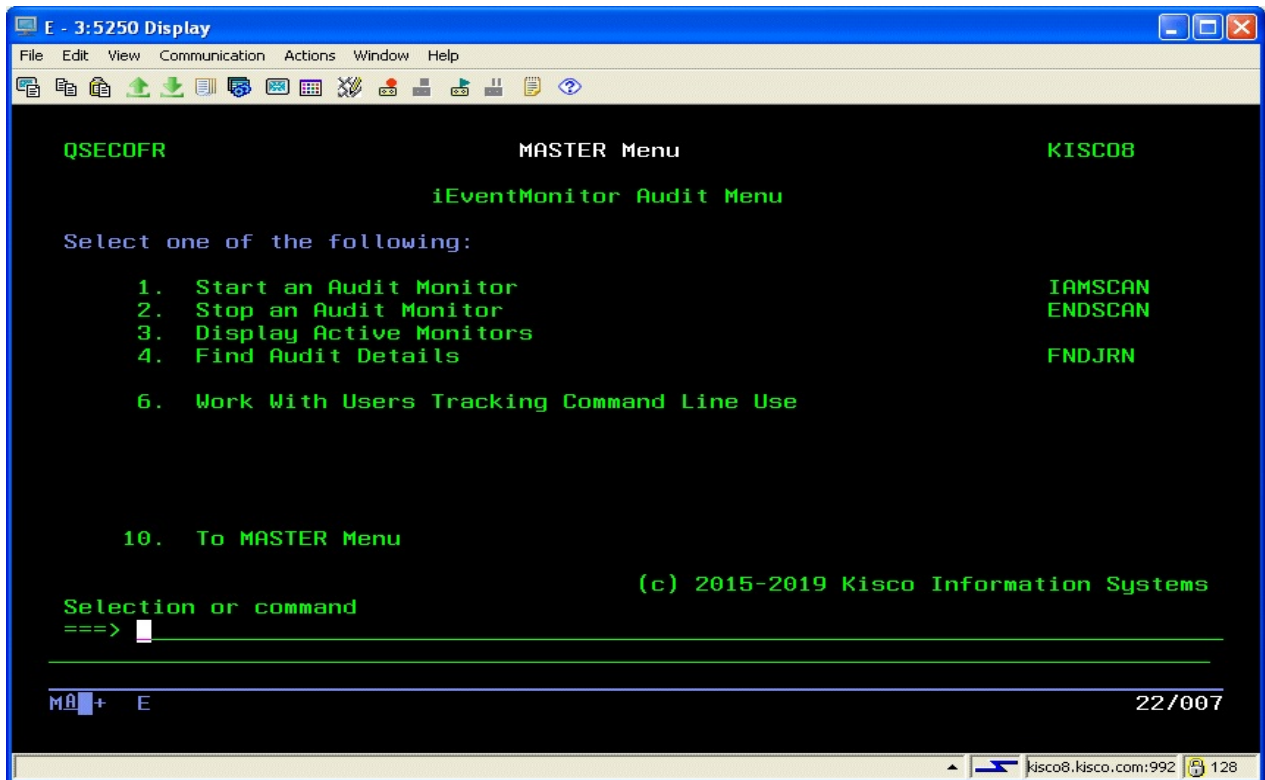 E - 3:5250 Display
File Edit View Communication Actions Window Help
QSECOFR MASTER Menu KISCO8
iEventMonitor Audit Menu
Select one of the following:
1. Start an Audit Monitor IAMSCAN
2. Stop an Audit Monitor ENDSCAN
3. Display Active Monitors
4. Find Audit Details FNDJRN
6. Work With Users Tracking Command Line Use
10. To MASTER Menu
(c) 2015-2019 Kisco Information Systems
Selection or command
===>
MA + E 22/007
kisco8.kisco.com:992 128